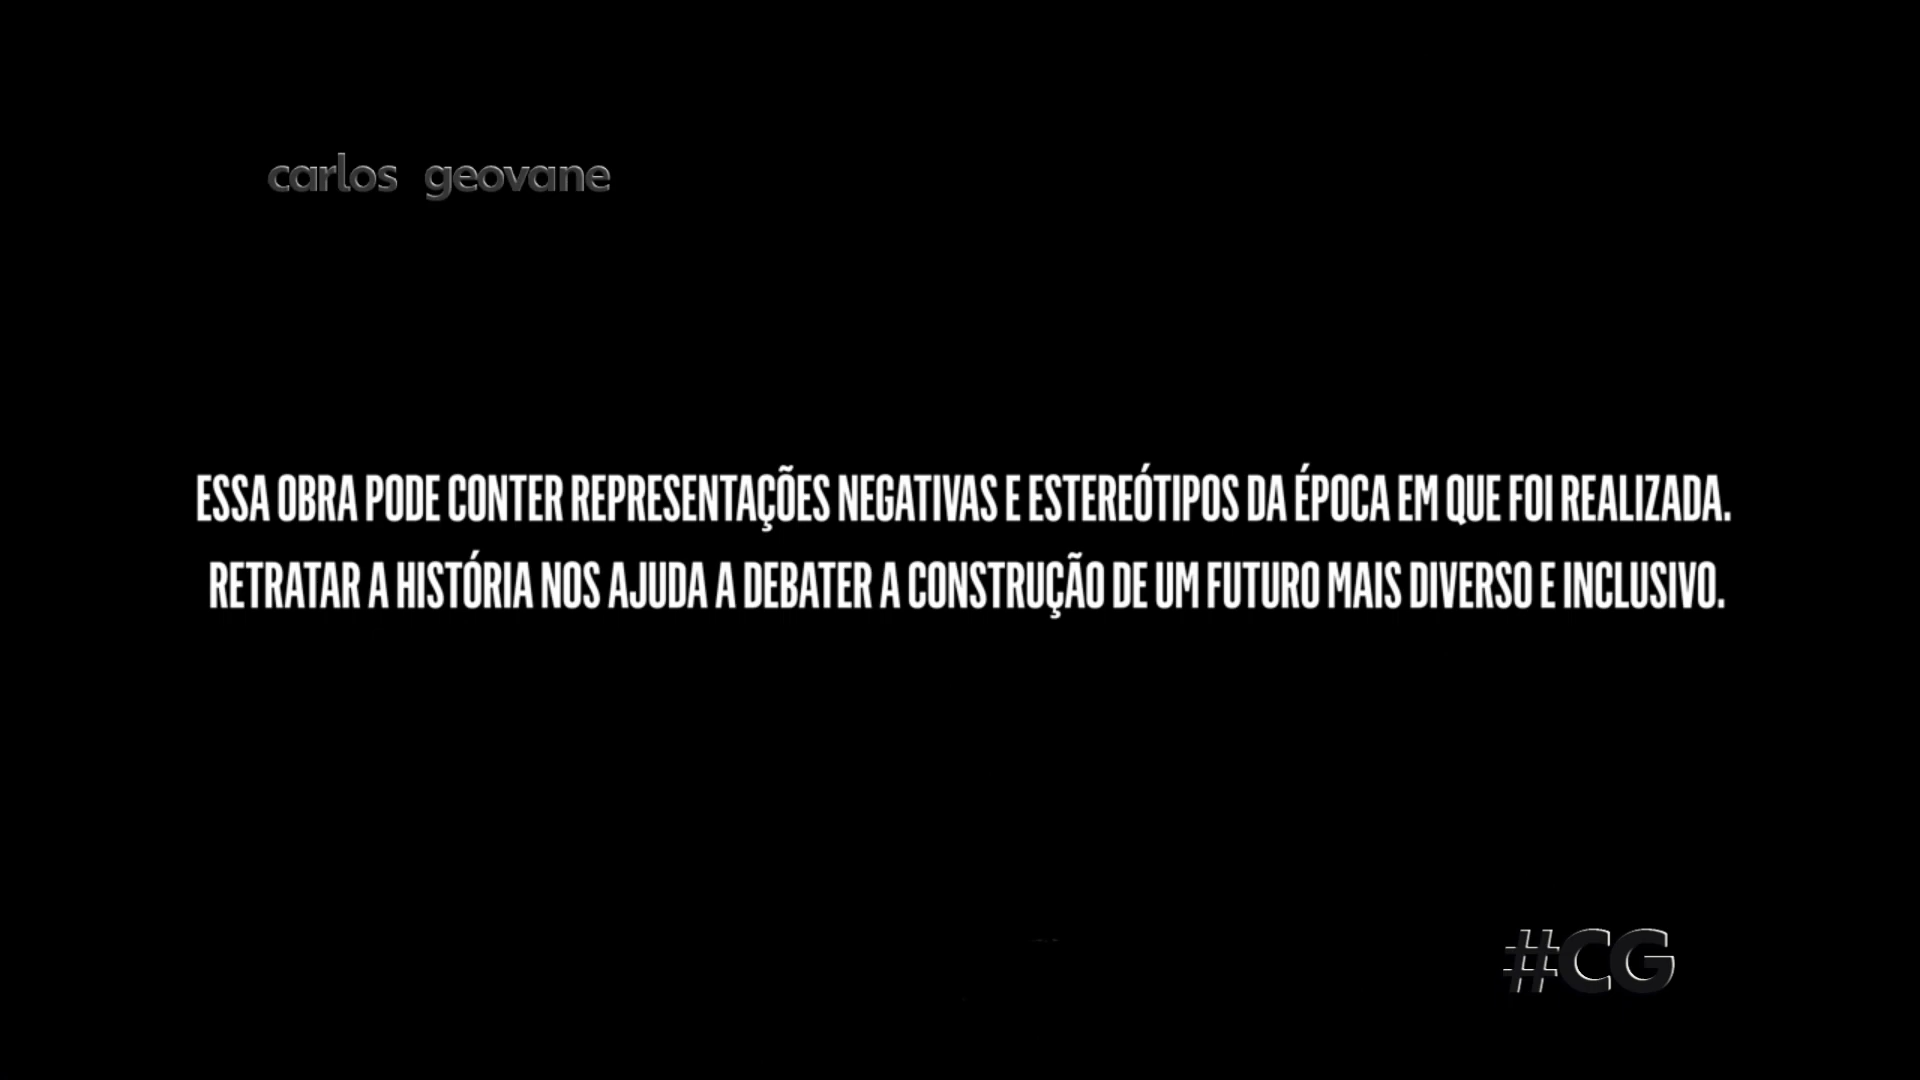 carlos geovane
ESSA OBRA PODE CONTER REPRESENTAÇÕES NEGATIVAS E ESTEREÓTIPOS DA ÉPOCA EM QUE FOI REALIZADA.
RETRATAR A HISTÓRIA NOS AJUDA A DEBATER A CONSTRUÇÃO DE UM FUTURO MAIS DIVERSO E INCLUSIVO.
#CG